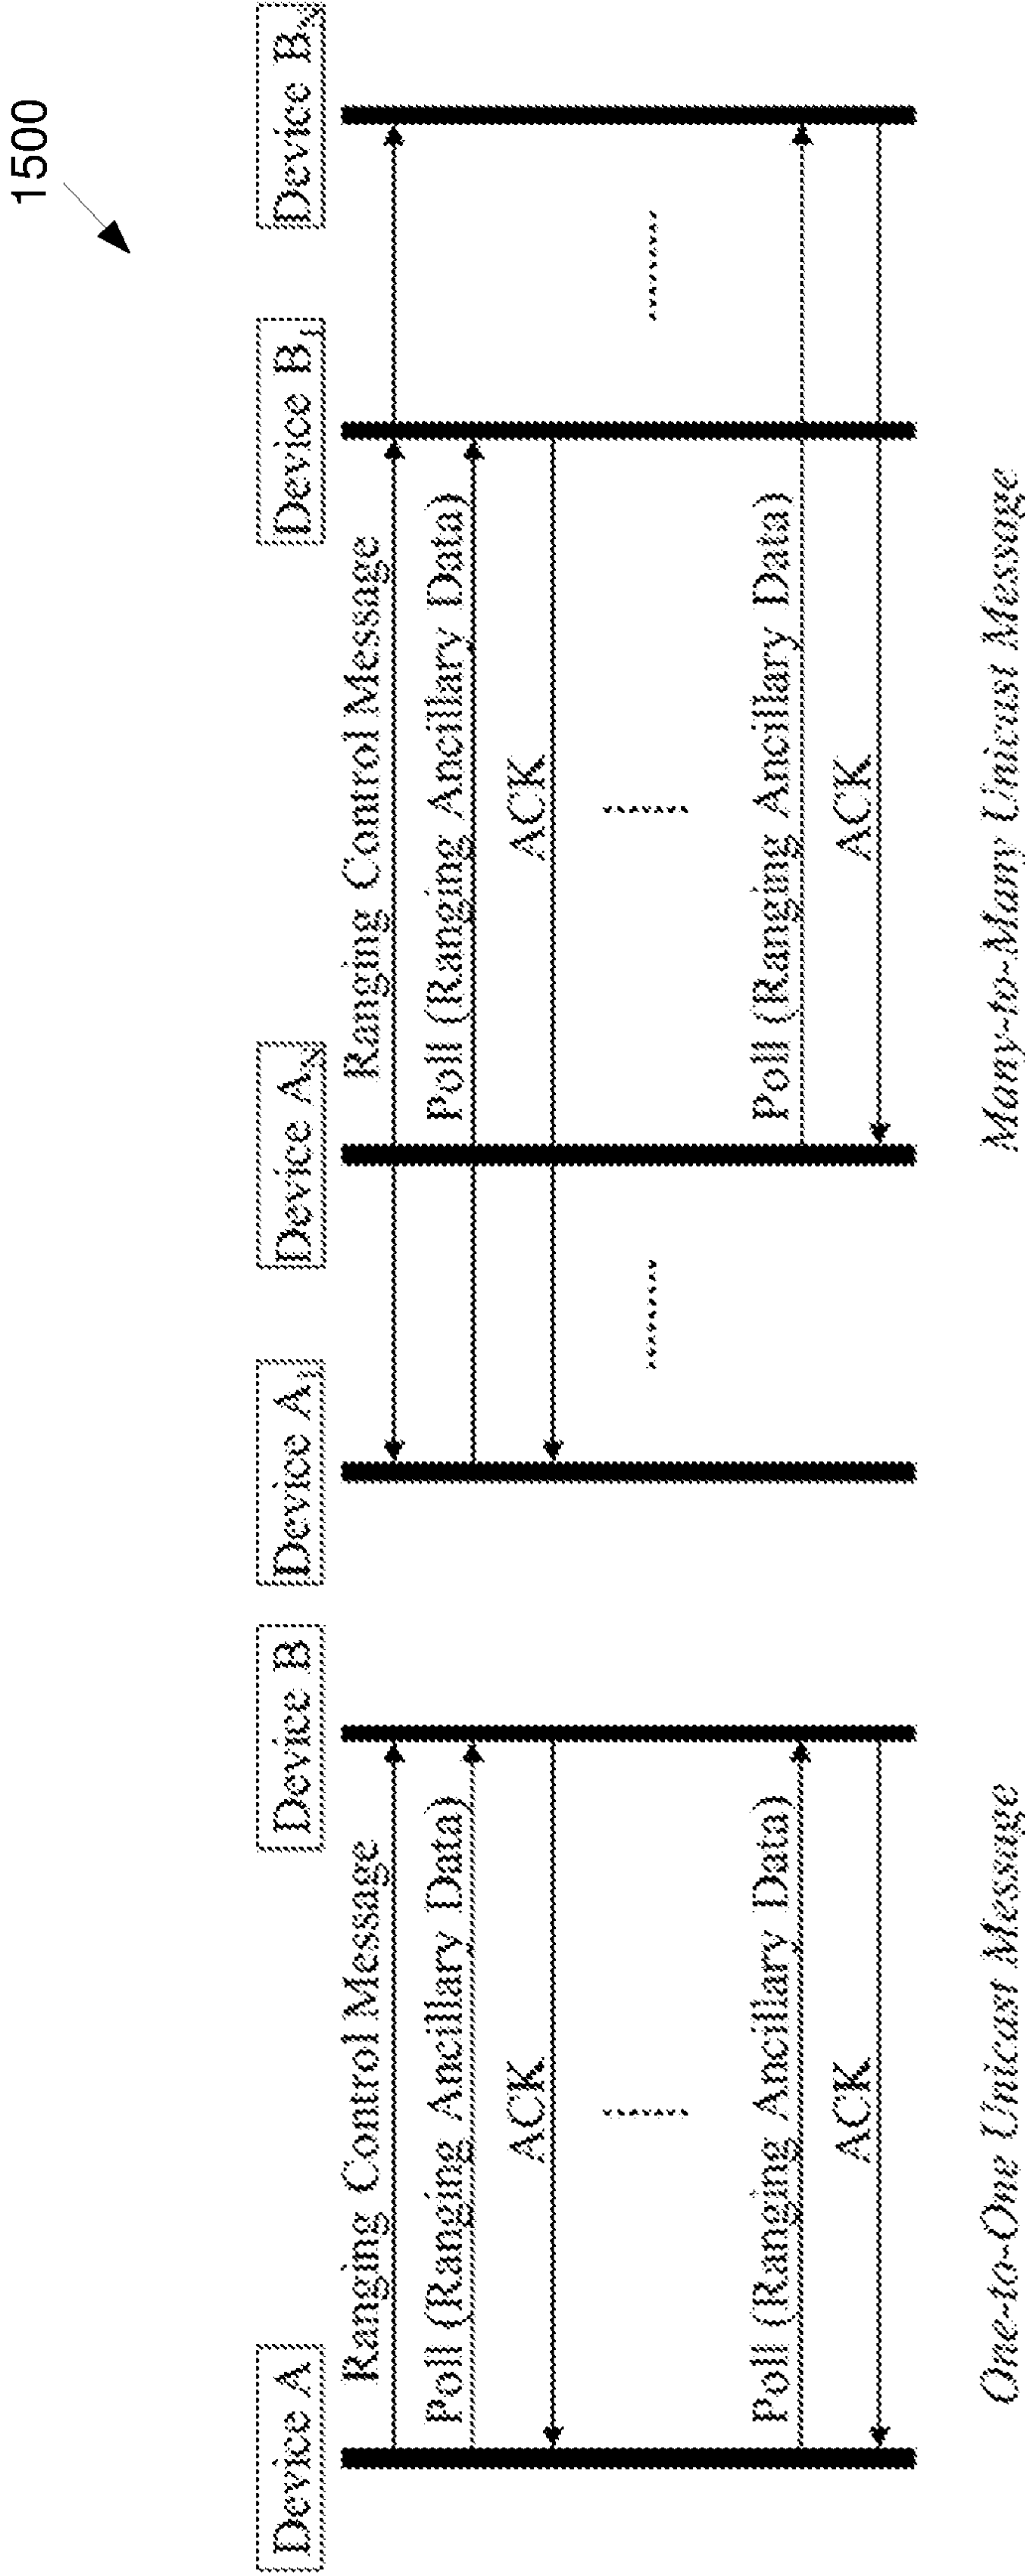 1500
Device A
Device B
Ranging Control Message
Poll (Ranging Ancillary Data)
ACK
Poll (Ranging Ancillary Data)
ACK
One-to-One Unicast Message
Device A₁
Device Aₙ
Device B₁
Device Bₙ
Ranging Control Message
Poll (Ranging Ancillary Data)
ACK
Poll (Ranging Ancillary Data)
ACK
Many-to-Many Unicast Message